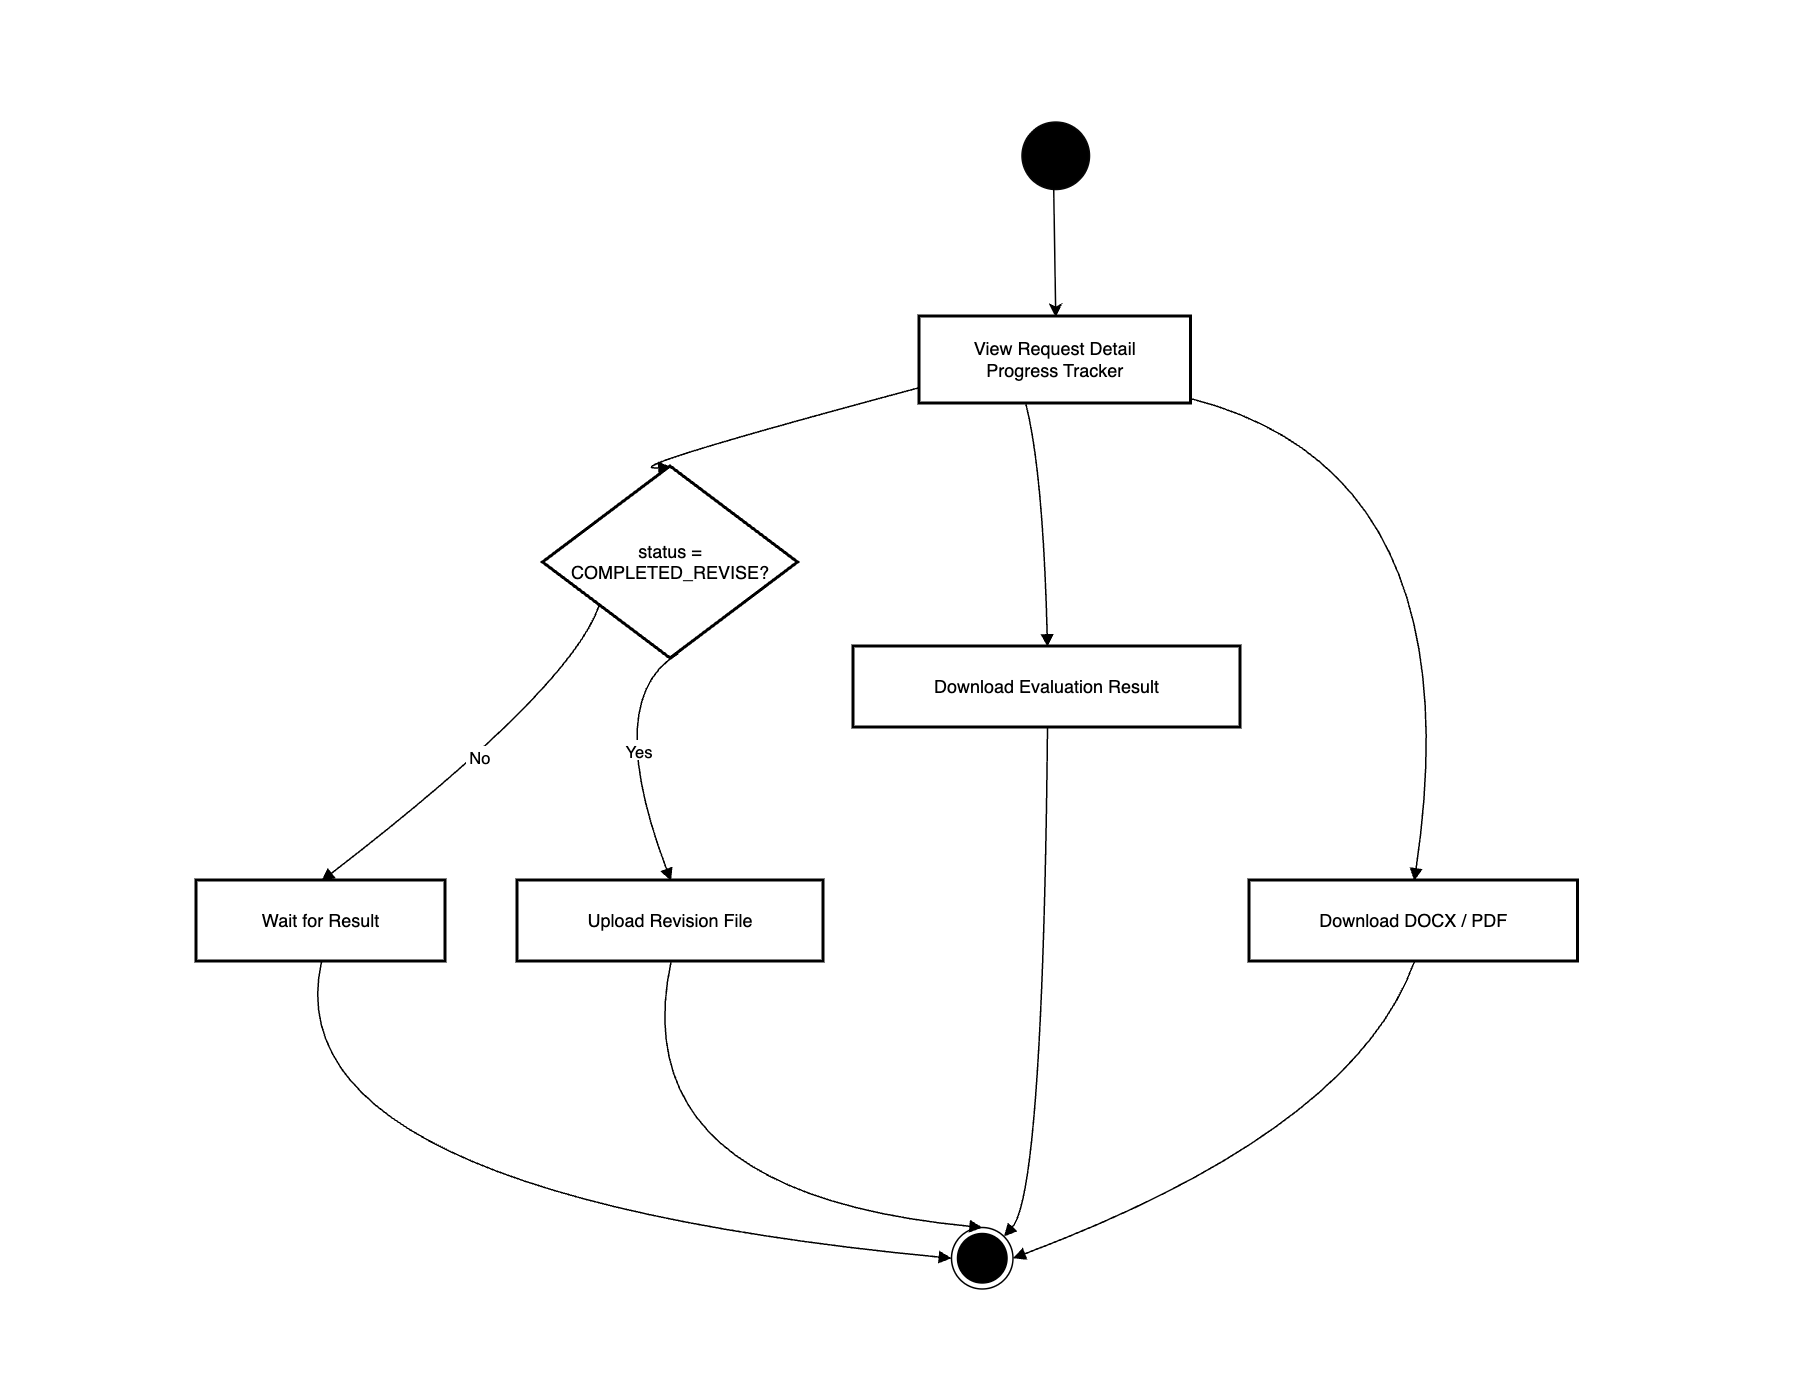 View Request Detail
Progress Tracker
status =
COMPLETED_REVISE?
Download Evaluation Result
Yes
No
Wait for Result
Upload Revision File
Download DOCX / PDF